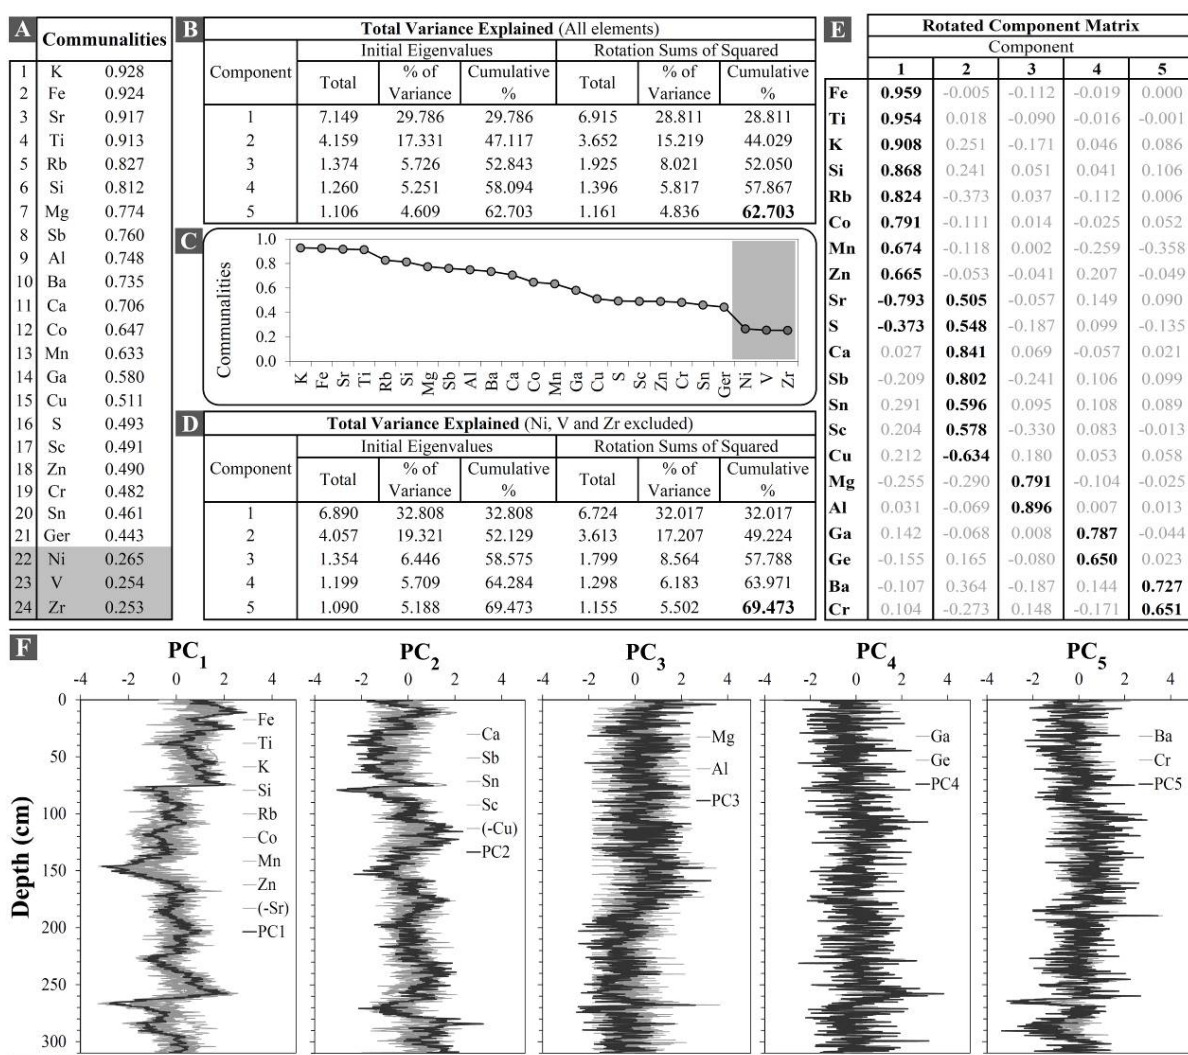 A Communalities
1 K 0.928
2 Fe 0.924
3 Sr 0.917
4 Ti 0.913
5 Rb 0.827
6 Si 0.812
7 Mg 0.774
8 Sb 0.760
9 Al 0.748
10 Ba 0.735
11 Ca 0.706
12 Co 0.647
13 Mn 0.633
14 Ga 0.580
15 Cu 0.511
16 S 0.493
17 Sc 0.491
18 Zn 0.490
19 Cr 0.482
20 Sn 0.461
21 Ger 0.443
22 Ni 0.265
23 V 0.254
24 Zr 0.253
B Total Variance Explained (All elements)
Component Initial Eigenvalues Rotation Sums of Squared
Total % of Variance Cumulative % Total % of Variance Cumulative %
1 7.149 29.786 29.786 6.915 28.811 28.811
2 4.159 17.331 47.117 3.652 15.219 44.029
3 1.374 5.726 52.843 1.925 8.021 52.050
4 1.260 5.251 58.094 1.396 5.817 57.867
5 1.106 4.609 62.703 1.161 4.836 62.703
C
Communalities
1.0
0.8
0.6
0.4
0.2
0.0
K Fe Sr Ti Rb Si Mg Sb Al Ba Ca Co Mn Ga Cu S Sc Zn Cr Sn Ger Ni V Zr
D Total Variance Explained (Ni, V and Zr excluded)
Component Initial Eigenvalues Rotation Sums of Squared
Total % of Variance Cumulative % Total % of Variance Cumulative %
1 6.890 32.808 32.808 6.724 32.017 32.017
2 4.057 19.321 52.129 3.613 17.207 49.224
3 1.354 6.446 58.575 1.799 8.564 57.788
4 1.199 5.709 64.284 1.298 6.183 63.971
5 1.090 5.188 69.473 1.155 5.502 69.473
E Rotated Component Matrix
Component
1 2 3 4 5
Fe 0.959 -0.005 -0.112 -0.019 0.000
Ti 0.954 0.018 -0.090 -0.016 -0.001
K 0.908 0.251 -0.171 0.046 0.086
Si 0.868 0.241 0.051 0.041 0.106
Rb 0.824 -0.373 0.037 -0.112 0.006
Co 0.791 -0.111 0.014 -0.025 0.052
Mn 0.674 -0.118 0.002 -0.259 -0.358
Zn 0.665 -0.053 -0.041 0.207 -0.049
Sr -0.793 0.505 -0.057 0.149 0.090
S -0.373 0.548 -0.187 0.099 -0.135
Ca 0.027 0.841 0.069 -0.057 0.021
Sb -0.209 0.802 -0.241 0.106 0.099
Sn 0.291 0.596 0.095 0.108 0.089
Sc 0.204 0.578 -0.330 0.083 -0.013
Cu 0.212 -0.634 0.180 0.053 0.058
Mg -0.255 -0.290 0.791 -0.104 -0.025
Al 0.031 -0.069 0.896 0.007 0.013
Ga 0.142 -0.068 0.008 0.787 -0.044
Ge -0.155 0.165 -0.080 0.650 0.023
Ba -0.107 0.364 -0.187 0.144 0.727
Cr 0.104 -0.273 0.148 -0.171 0.651
F
Depth (cm)
0
50
100
150
200
250
300
PC1
-4 -2 0 2 4
Fe
Ti
K
Si
Rb
Co
Mn
Zn
(-Sr)
PC1
PC2
-4 -2 0 2 4
Ca
Sb
Sn
Sc
(-Cu)
PC2
PC3
-4 -2 0 2 4
Mg
Al
PC3
PC4
-4 -2 0 2 4
Ga
Ge
PC4
PC5
-4 -2 0 2 4
Ba
Cr
PC5